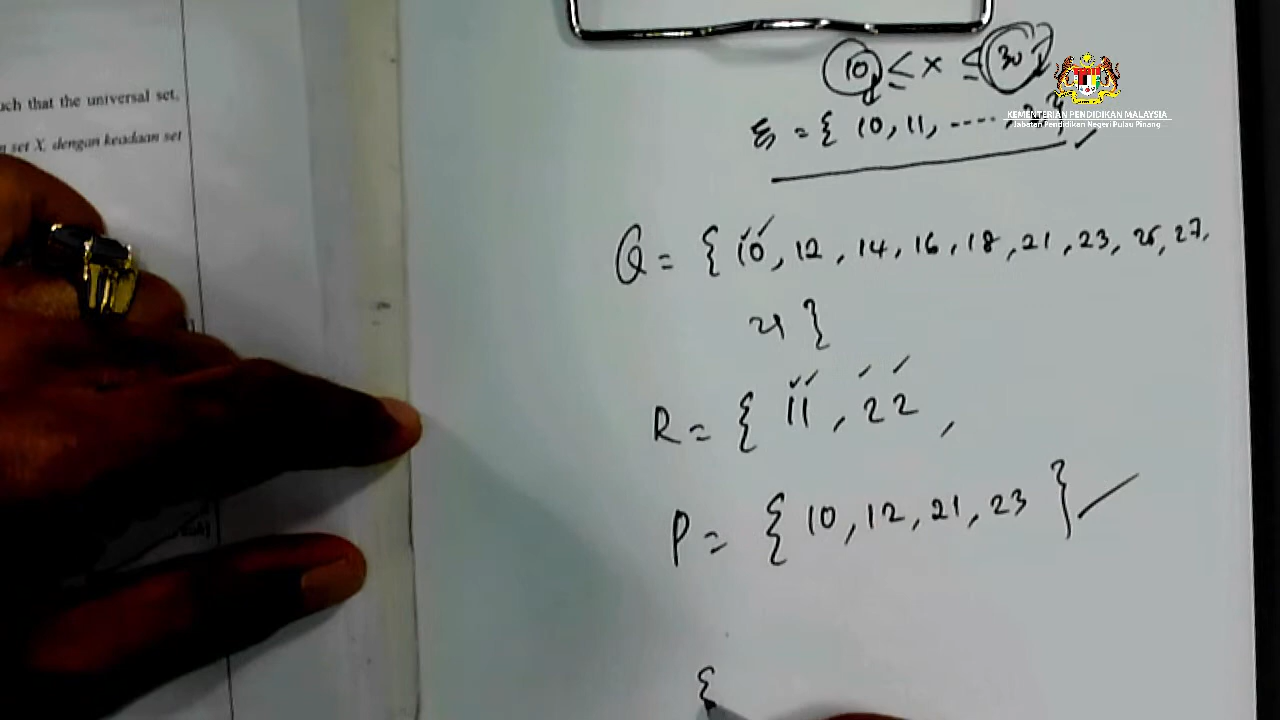 uch that the universal set,
n set X, dengan keadaan set
10 ≤ x ≤ 30
KEMENTERIAN PENDIDIKAN MALAYSIA
Jabatan Pendidikan Negeri Pulau Pinang
ξ = { 10, 11, ....,
Q = { 10, 12, 14, 16, 18, 21, 23, 25, 27,
29 }
R = { 11, 22,
P = { 10, 12, 21, 23 }
{